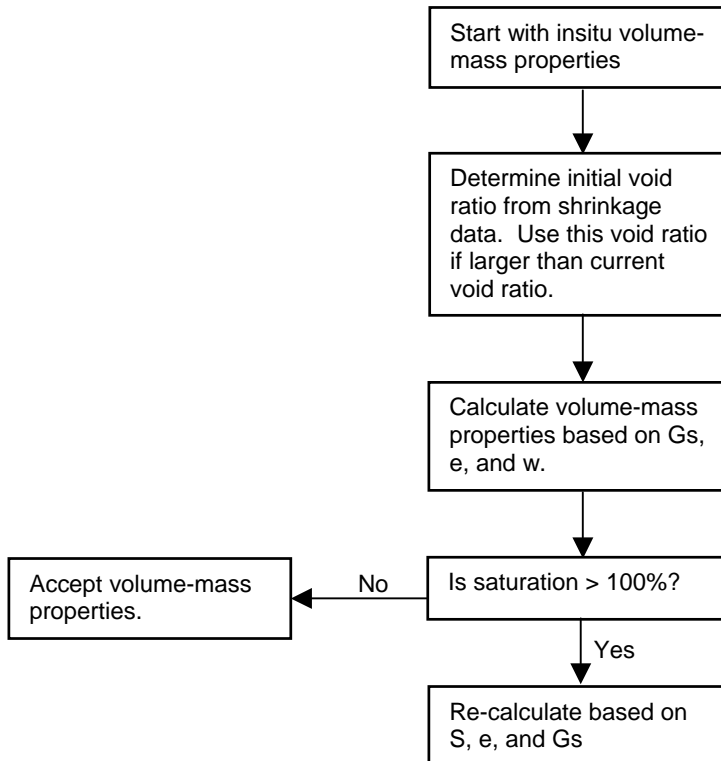 Start with insitu volume-
mass properties
Determine initial void
ratio from shrinkage
data.  Use this void ratio
if larger than current
void ratio.
Calculate volume-mass
properties based on Gs,
e, and w.
Is saturation > 100%?
No
Accept volume-mass
properties.
Yes
Re-calculate based on
S, e, and Gs